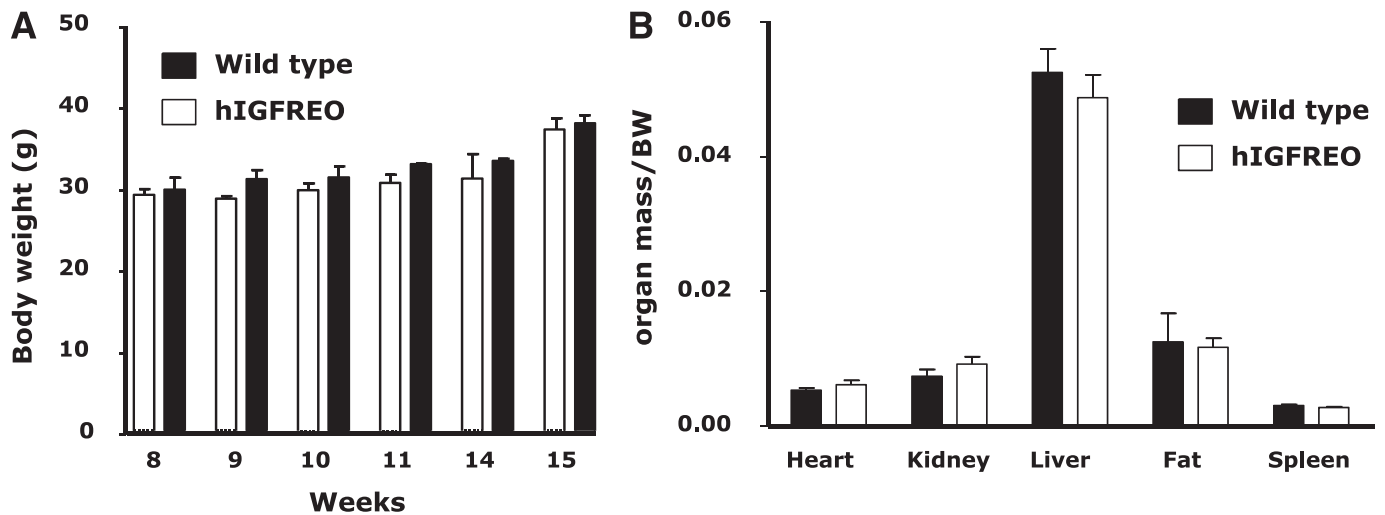 A
50
40
30
20
10
0
Body weight (g)
Wild type
hIGFREO
8 9 10 11 14 15
Weeks
B
0.06
0.04
0.02
0.00
organ mass/BW
Wild type
hIGFREO
Heart Kidney Liver Fat Spleen